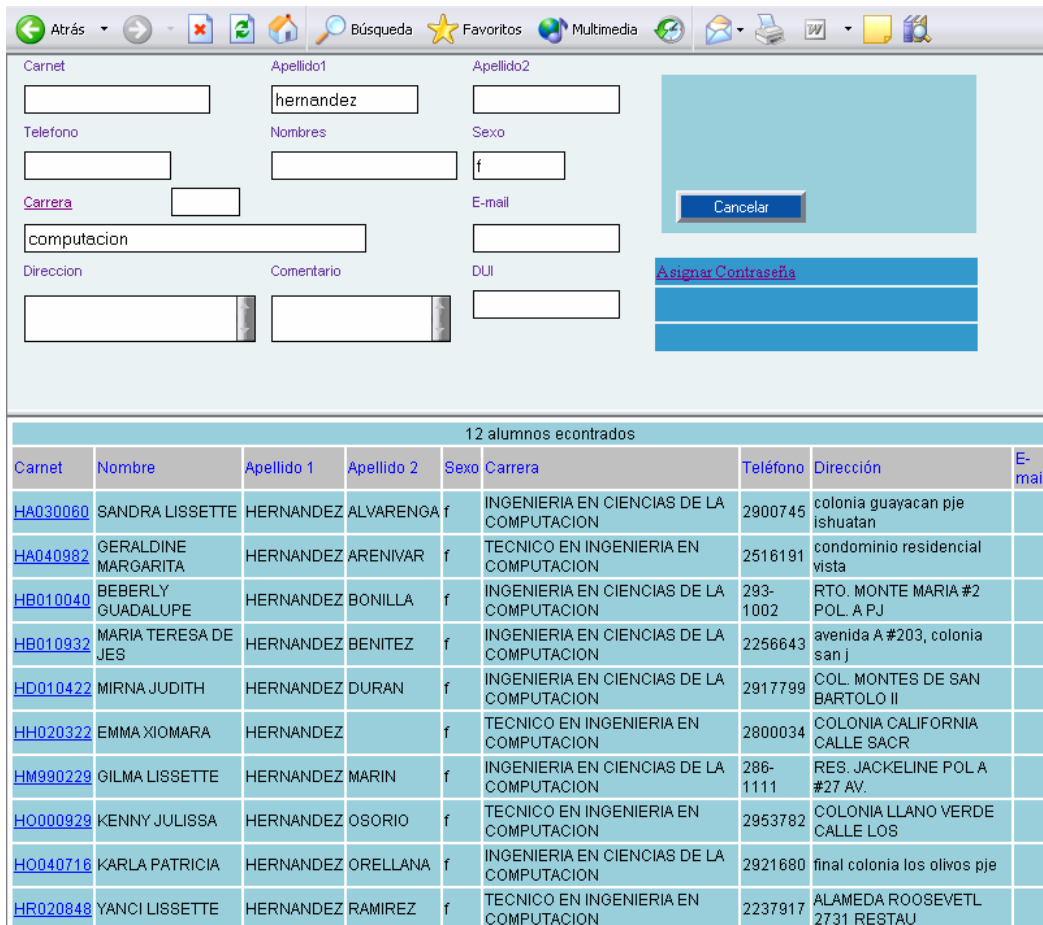 Atrás Búsqueda Favoritos Multimedia
Carnet Apellido1 Apellido2
hernandez
Telefono Nombres Sexo
f
Carrera E-mail
Cancelar
computacion
Direccion Comentario DUI
Asignar Contraseña
12 alumnos econtrados
Carnet Nombre Apellido 1 Apellido 2 Sexo Carrera Teléfono Dirección E-
mai
HA030060 SANDRA LISSETTE HERNANDEZ ALVARENGA f INGENIERIA EN CIENCIAS DE LA 2900745 colonia guayacan pje
COMPUTACION ishuatan
HA040982 GERALDINE HERNANDEZ ARENIVAR f TECNICO EN INGENIERIA EN 2516191 condominio residencial
MARGARITA COMPUTACION vista
HB010040 BEBERLY HERNANDEZ BONILLA f INGENIERIA EN CIENCIAS DE LA 293- RTO. MONTE MARIA #2
GUADALUPE COMPUTACION 1002 POL. A PJ
HB010932 MARIA TERESA DE HERNANDEZ BENITEZ f INGENIERIA EN CIENCIAS DE LA 2256643 avenida A #203, colonia
JES COMPUTACION san j
HD010422 MIRNA JUDITH HERNANDEZ DURAN f INGENIERIA EN CIENCIAS DE LA 2917799 COL. MONTES DE SAN
COMPUTACION BARTOLO II
HH020322 EMMA XIOMARA HERNANDEZ f TECNICO EN INGENIERIA EN 2800034 COLONIA CALIFORNIA
COMPUTACION CALLE SACR
HM990229 GILMA LISSETTE HERNANDEZ MARIN f INGENIERIA EN CIENCIAS DE LA 286- RES. JACKELINE POL A
COMPUTACION 1111 #27 AV.
HO000929 KENNY JULISSA HERNANDEZ OSORIO f TECNICO EN INGENIERIA EN 2953782 COLONIA LLANO VERDE
COMPUTACION CALLE LOS
HO040716 KARLA PATRICIA HERNANDEZ ORELLANA f INGENIERIA EN CIENCIAS DE LA 2921680 final colonia los olivos pje
COMPUTACION
HR020848 YANCI LISSETTE HERNANDEZ RAMIREZ f TECNICO EN INGENIERIA EN 2237917 ALAMEDA ROOSEVETL
COMPUTACION 2731 RESTAU